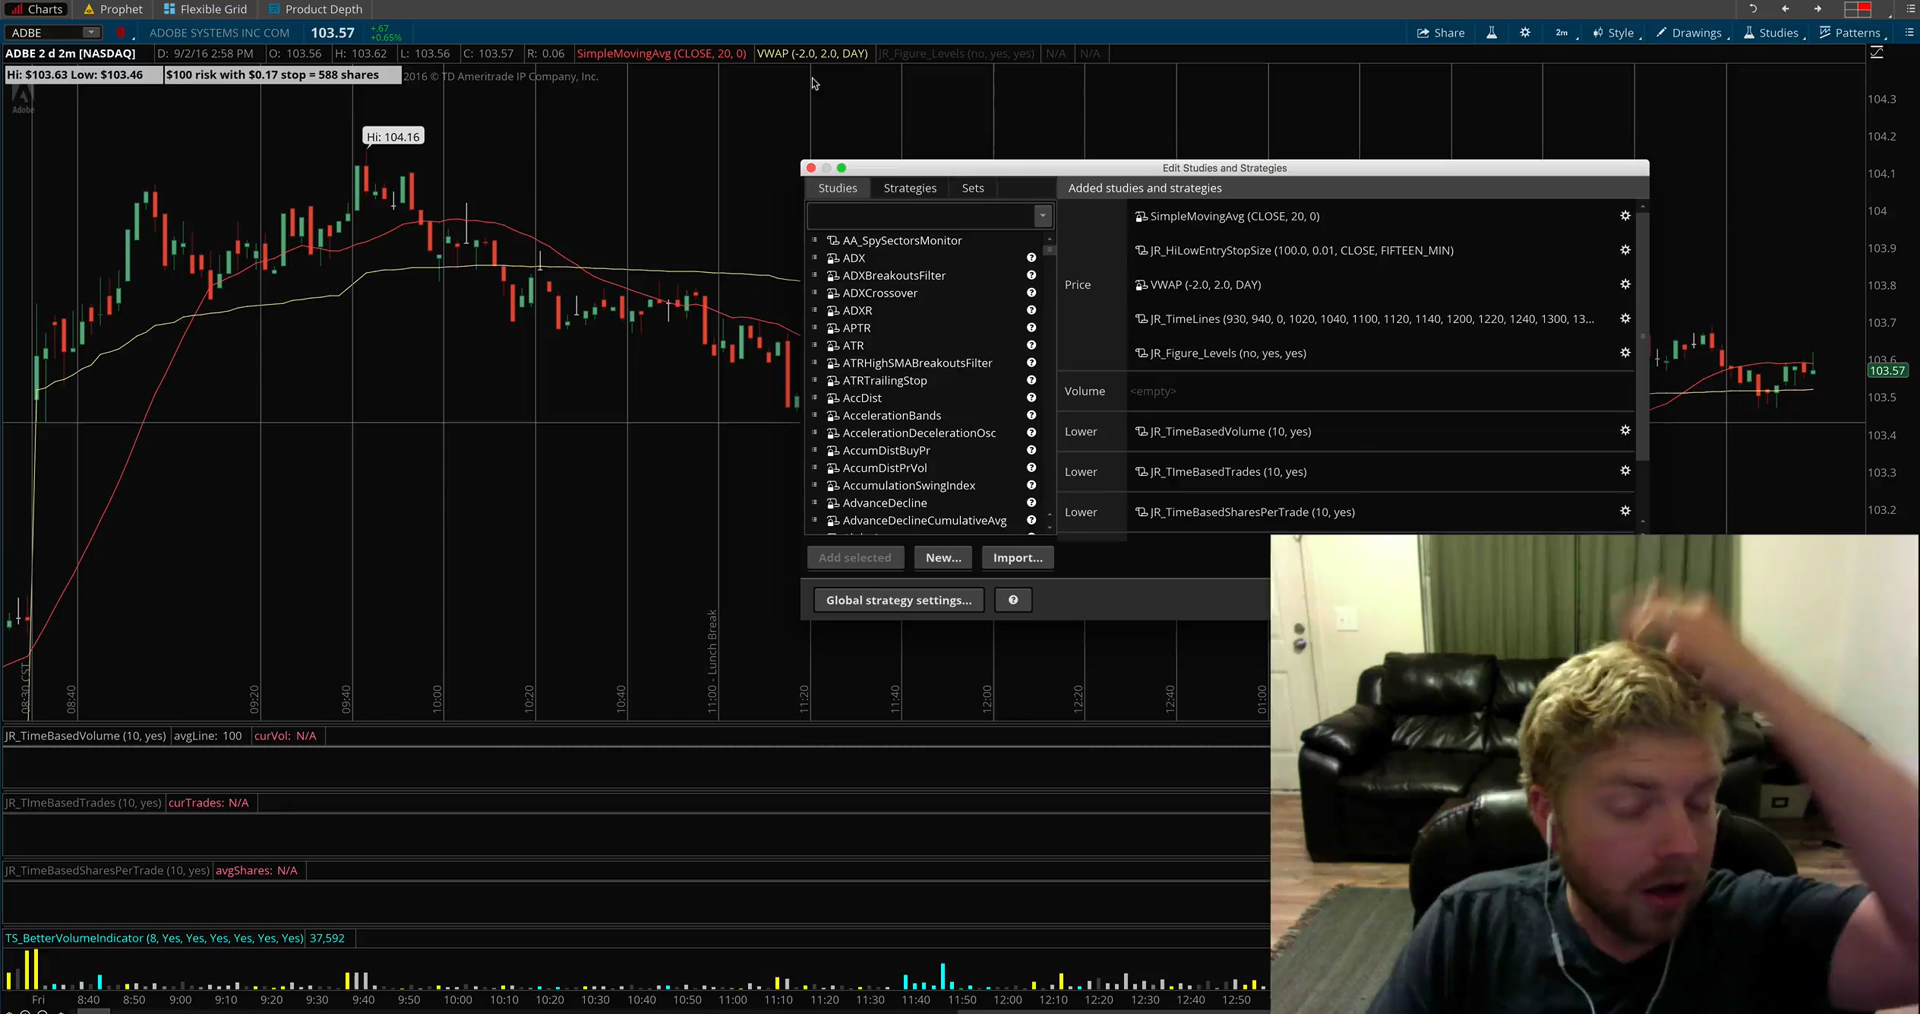 Charts Prophet Flexible Grid Product Depth
ADBE ADOBE SYSTEMS INC COM 103.57 +.67 +0.65% Share 2m Style Drawings Studies Patterns
ADBE 2 d 2m [NASDAQ] D: 9/2/16 2:58 PM O: 103.56 H: 103.62 L: 103.56 C: 103.57 R: 0.06 SimpleMovingAvg (CLOSE, 20, 0) VWAP (-2.0, 2.0, DAY) JR_Figure_Levels (no, yes, yes) N/A N/A
Hi: $103.63 Low: $103.46 $100 risk with $0.17 stop = 588 shares 2016 © TD Ameritrade IP Company, Inc.
Adobe
Hi: 104.16
104.3
104.2
104.1
104
103.9
103.8
103.7
103.6
103.57
103.5
103.4
103.3
103.2
Edit Studies and Strategies
Studies Strategies Sets
AA_SpySectorsMonitor
ADX
ADXBreakoutsFilter
ADXCrossover
ADXR
APTR
ATR
ATRHighSMABreakoutsFilter
ATRTrailingStop
AccDist
AccelerationBands
AccelerationDecelerationOsc
AccumDistBuyPr
AccumDistPrVol
AccumulationSwingIndex
AdvanceDecline
AdvanceDeclineCumulativeAvg
Add selected New... Import...
Global strategy settings... ?
Added studies and strategies
SimpleMovingAvg (CLOSE, 20, 0)
JR_HiLowEntryStopSize (100.0, 0.01, CLOSE, FIFTEEN_MIN)
Price VWAP (-2.0, 2.0, DAY)
JR_TimeLines (930, 940, 0, 1020, 1040, 1100, 1120, 1140, 1200, 1220, 1240, 1300, 13...
JR_Figure_Levels (no, yes, yes)
Volume <empty>
Lower JR_TimeBasedVolume (10, yes)
Lower JR_TImeBasedTrades (10, yes)
Lower JR_TimeBasedSharesPerTrade (10, yes)
08:30 CST 08:40 09:20 09:40 10:00 10:20 10:40 11:00 - Lunch Break 11:20 11:40 12:00 12:20 12:40 01:00
JR_TimeBasedVolume (10, yes) avgLine: 100 curVol: N/A
JR_TImeBasedTrades (10, yes) curTrades: N/A
JR_TimeBasedSharesPerTrade (10, yes) avgShares: N/A
TS_BetterVolumeIndicator (8, Yes, Yes, Yes, Yes, Yes, Yes) 37,592
Fri 8:40 8:50 9:00 9:10 9:20 9:30 9:40 9:50 10:00 10:10 10:20 10:30 10:40 10:50 11:00 11:10 11:20 11:30 11:40 11:50 12:00 12:10 12:20 12:30 12:40 12:50